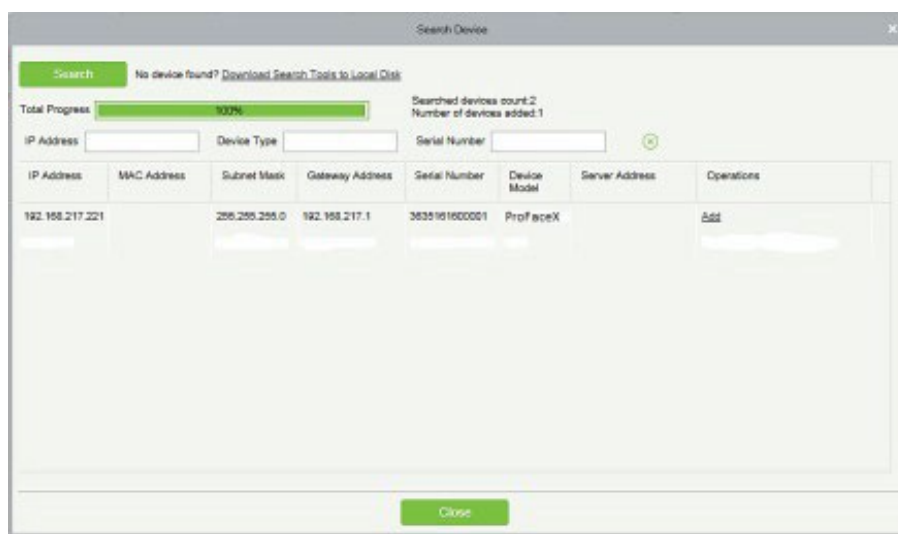 Search Device
Search No device found? Download Search Tools to Local Disk
Total Progress 100% Searched devices count:2
Number of devices added:1
IP Address Device Type Serial Number
IP Address MAC Address Subnet Mask Gateway Address Serial Number Device Model Server Address Operations
192.168.217.221 255.255.255.0 192.168.217.1 3635161600001 ProFaceX Add
Close